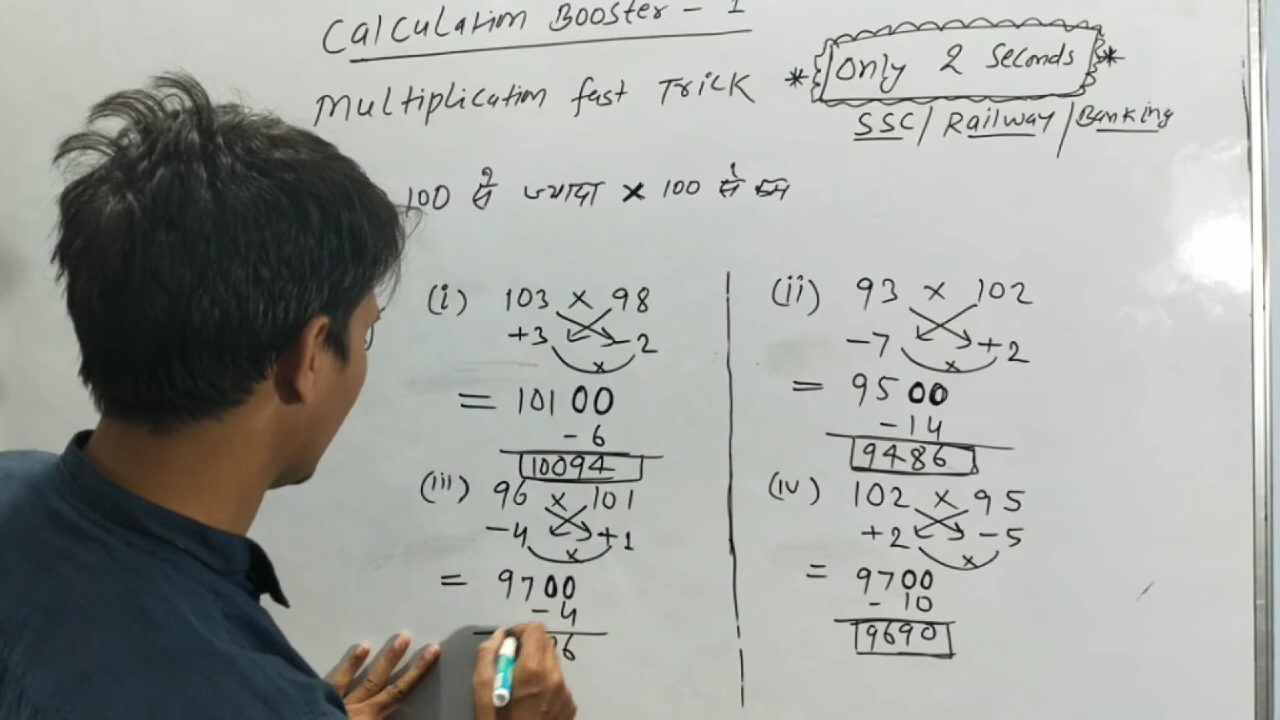 Calculation Booster - 1
Multiplication fast Trick * Only 2 Seconds *
SSC / Railway / Banking
100 से ज्यादा × 100 से कम
(i) 103 × 98
+3 -2
×
= 10100
- 6
10094
(ii) 93 × 102
-7 +2
×
= 9500
-14
9486
(iii) 96 × 101
-4 +1
×
= 9700
-4
6
(iv) 102 × 95
+2 -5
×
= 9700
- 10
9690